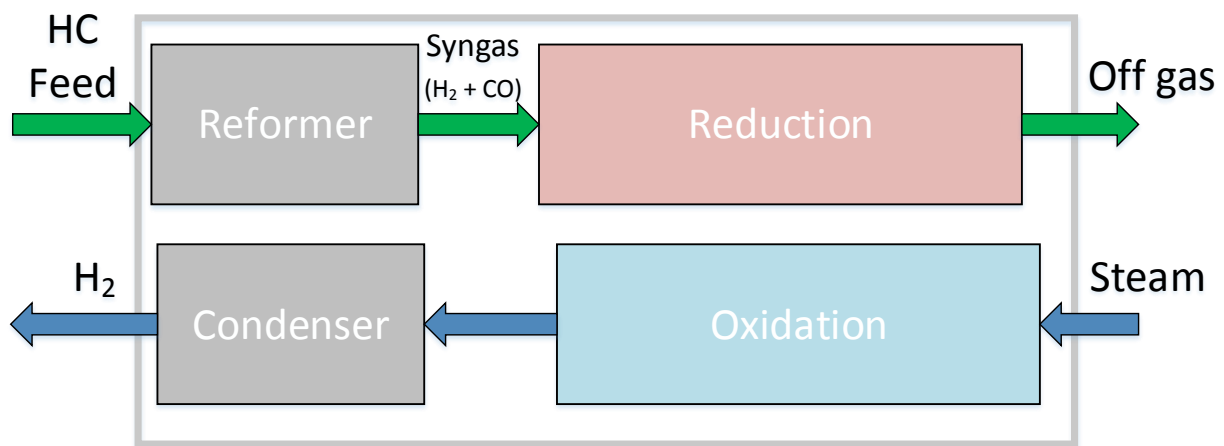 HC
Feed
Reformer
Syngas
(H₂ + CO)
Reduction
Off gas
H₂
Condenser
Oxidation
Steam